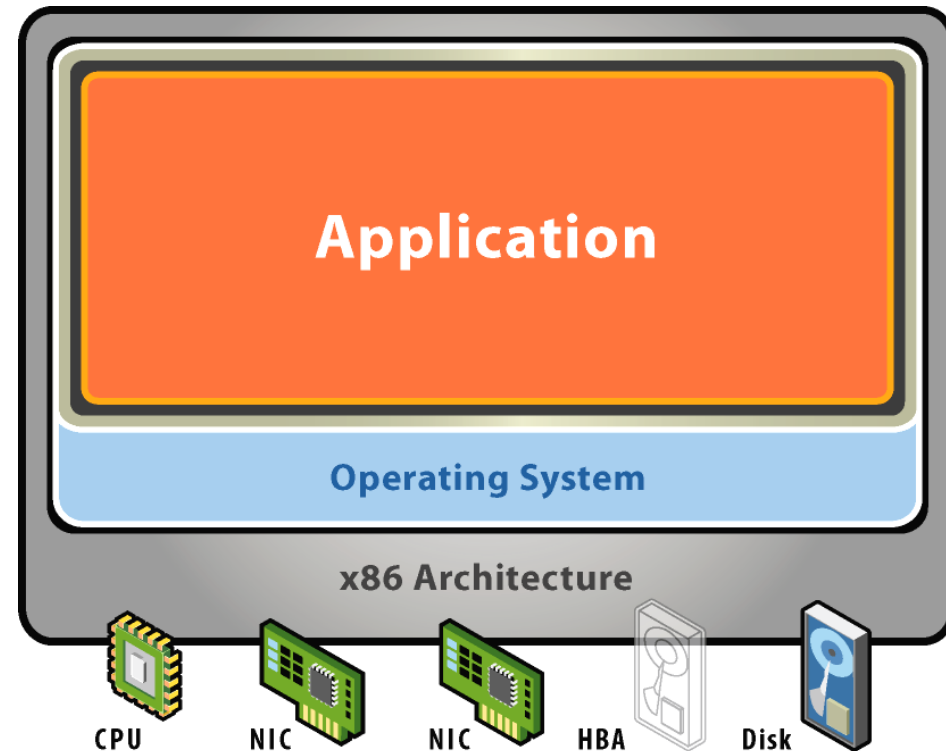 Application
Operating System
x86 Architecture
CPU NIC NIC HBA Disk